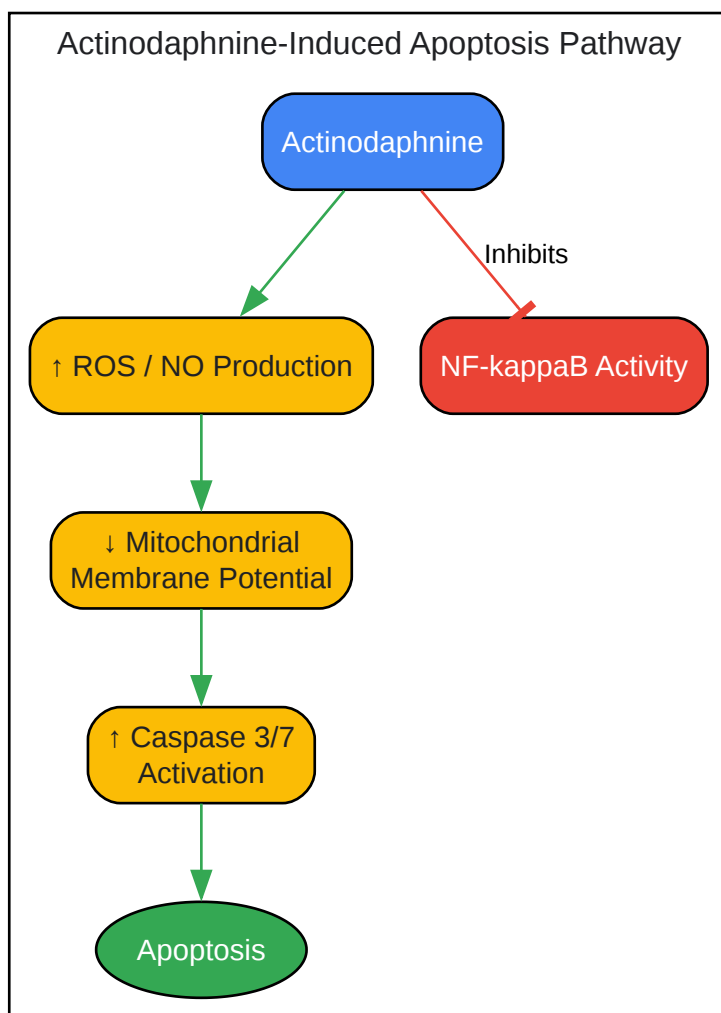 Actinodaphnine-Induced Apoptosis Pathway
Actinodaphnine
Inhibits
↑ ROS / NO Production
NF-kappaB Activity
↓ Mitochondrial
Membrane Potential
↑ Caspase 3/7
Activation
Apoptosis